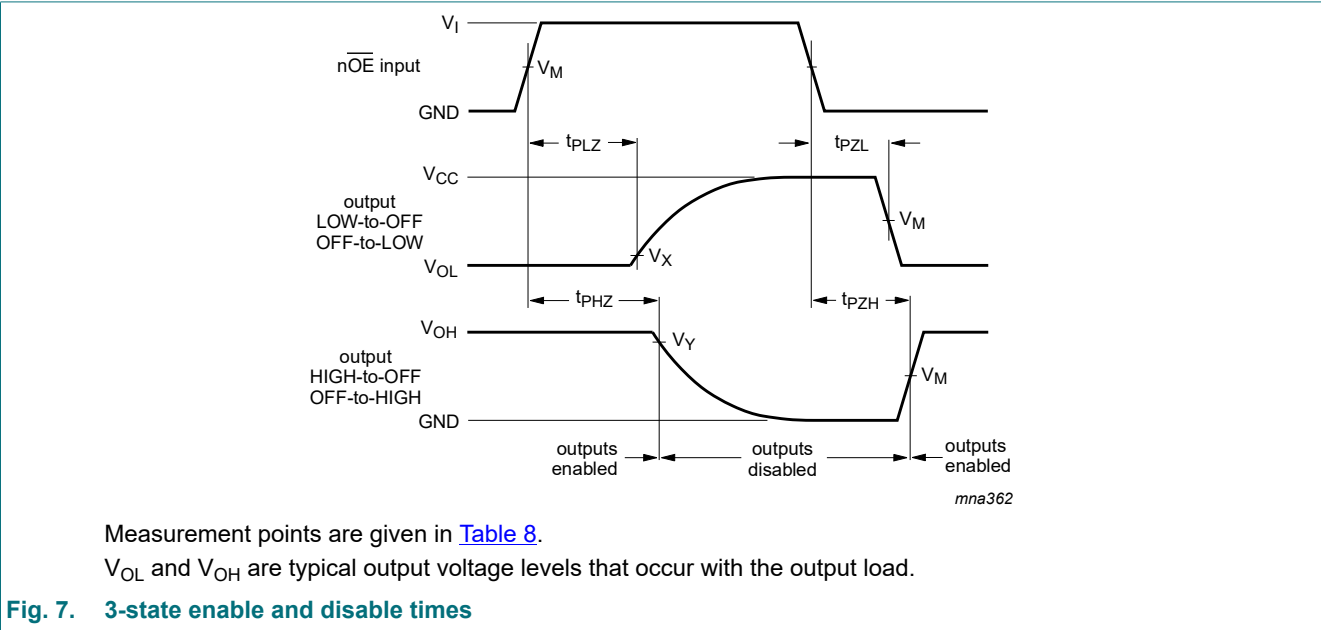 V_I
nOE input
V_M
GND
t_PLZ
t_PZL
V_CC
output
LOW-to-OFF
OFF-to-LOW
V_M
V_X
V_OL
t_PHZ
t_PZH
V_OH
V_Y
output
HIGH-to-OFF
OFF-to-HIGH
V_M
GND
outputs
enabled
outputs
disabled
outputs
enabled
mna362
Measurement points are given in Table 8.
V_OL and V_OH are typical output voltage levels that occur with the output load.
Fig. 7. 3-state enable and disable times